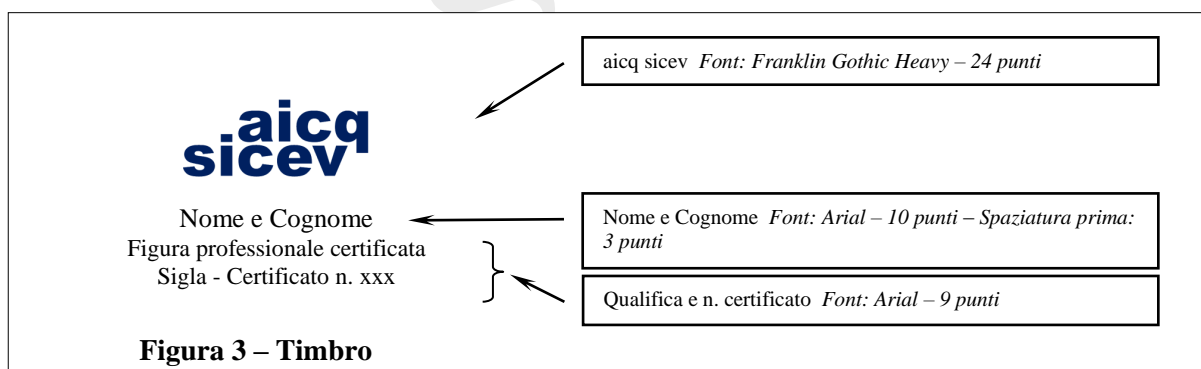 aicq sicev Font: Franklin Gothic Heavy – 24 punti
aicq
sicev
Nome e Cognome
Figura professionale certificata
Sigla - Certificato n. xxx
Nome e Cognome Font: Arial – 10 punti – Spaziatura prima:
3 punti
Qualifica e n. certificato Font: Arial – 9 punti
Figura 3 – Timbro